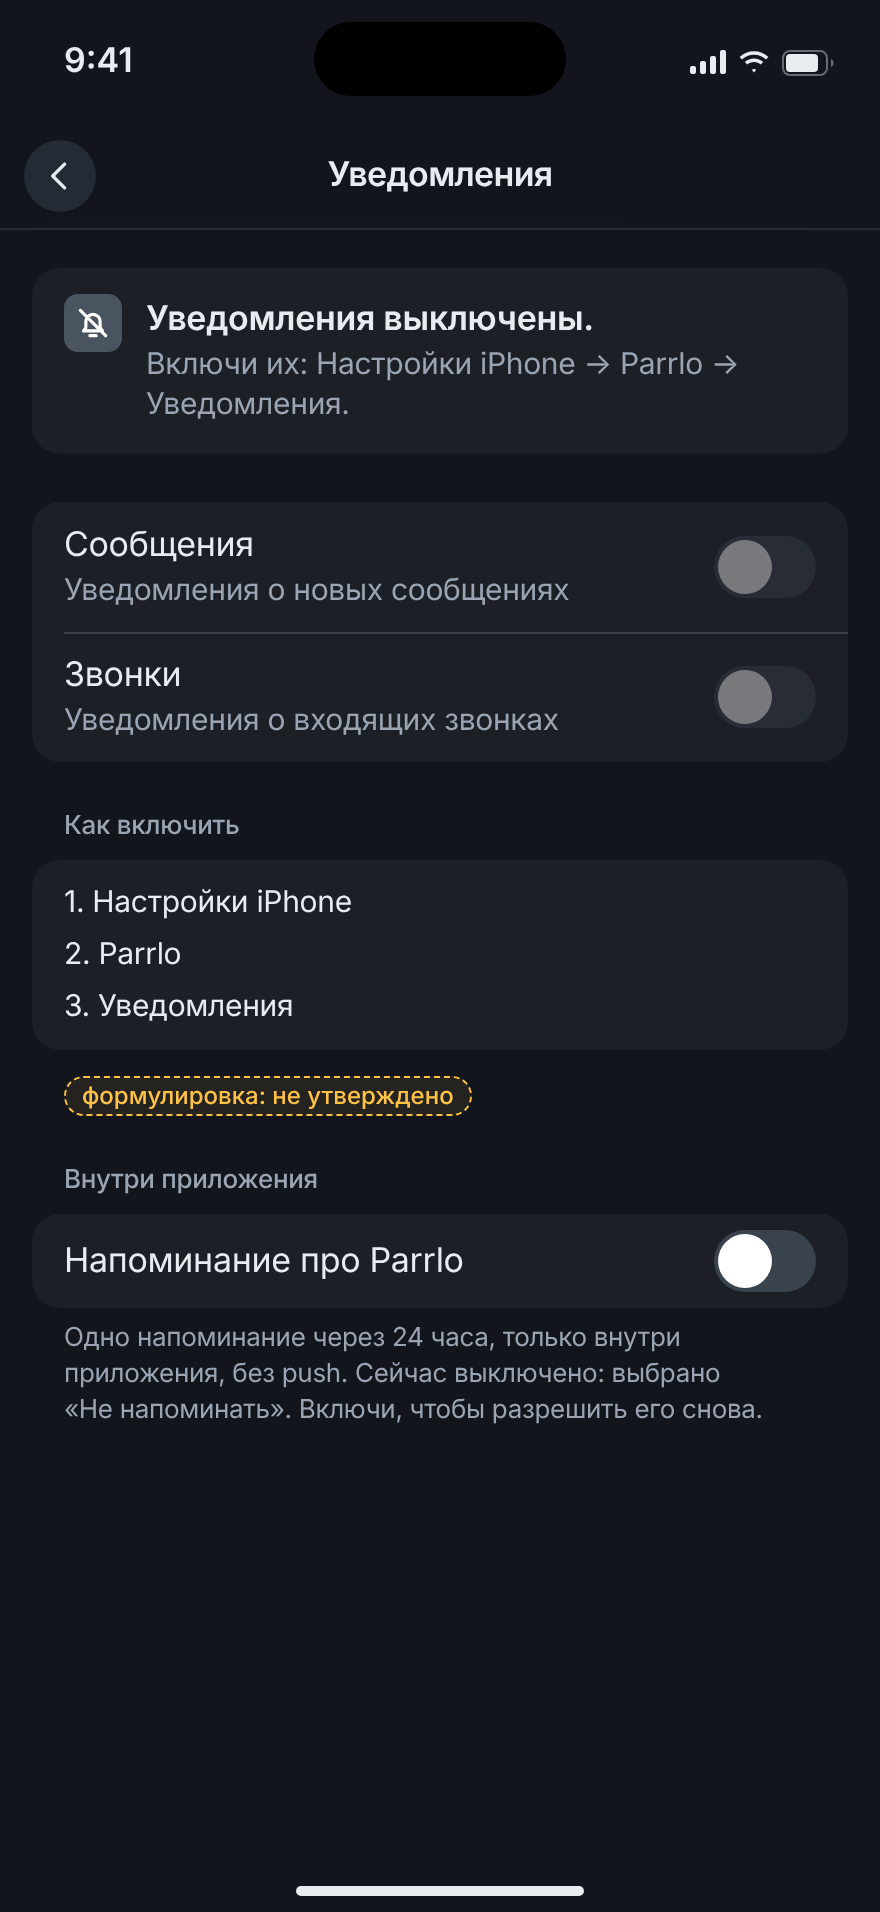 9:41
Уведомления
Уведомления выключены.
Включи их: Настройки iPhone → Parrlo →
Уведомления.
Сообщения
Уведомления о новых сообщениях
Звонки
Уведомления о входящих звонках
Как включить
1. Настройки iPhone
2. Parrlo
3. Уведомления
формулировка: не утверждено
Внутри приложения
Напоминание про Parrlo
Одно напоминание через 24 часа, только внутри
приложения, без push. Сейчас выключено: выбрано
«Не напоминать». Включи, чтобы разрешить его снова.